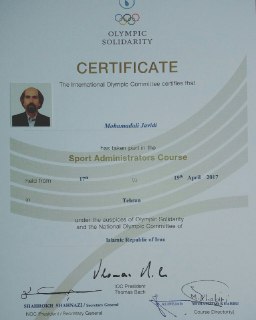 OLYMPIC
SOLIDARITY
CERTIFICATE
The International Olympic Committee certifies that
Mohamadali Javidi
has taken part in the
Sport Administrators Course
held from 17th to 19th April 2017
in Tehran
under the auspices of Olympic Solidarity
and the National Olympic Committee of
Islamic Republic of Iran
IOC President
Thomas Bach
SHAHROKH SHAHNAZI / Secretary General
NOC President / Secretary General
Course Director(s)